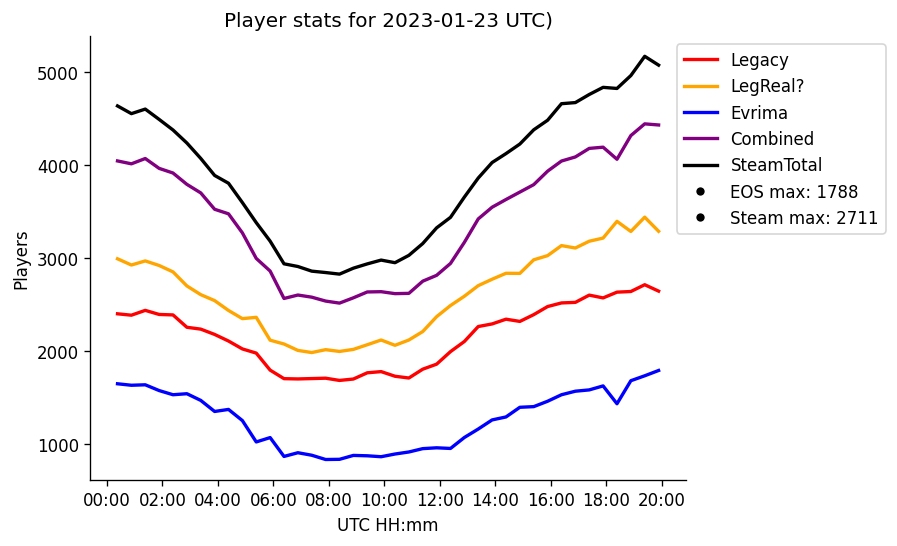 Player stats for 2023-01-23 UTC)
Legacy
LegReal?
Evrima
Combined
SteamTotal
EOS max: 1788
Steam max: 2711
Players
5000
4000
3000
2000
1000
00:00 02:00 04:00 06:00 08:00 10:00 12:00 14:00 16:00 18:00 20:00
UTC HH:mm